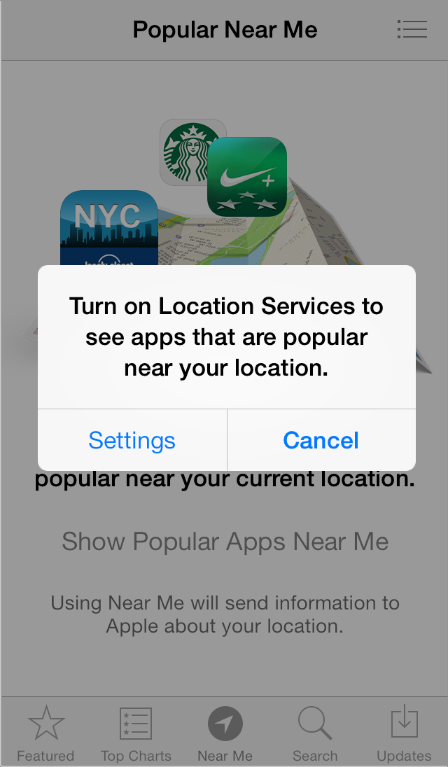 Popular Near Me
NYC
lonely planet
Turn on Location Services to
see apps that are popular
near your location.
Settings
Cancel
popular near your current location.
Show Popular Apps Near Me
Using Near Me will send information to
Apple about your location.
Featured
Top Charts
Near Me
Search
Updates